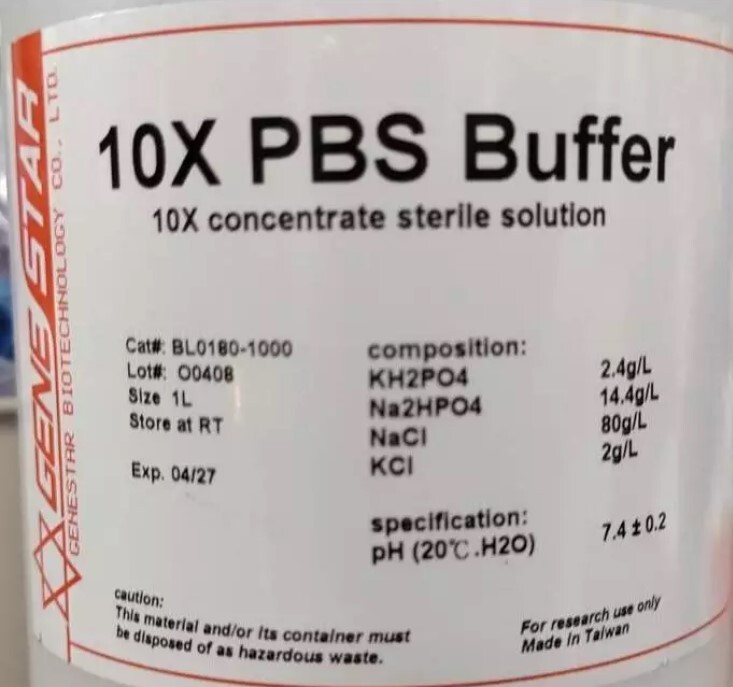 GENE STAR
GENESTAR BIOTECHNOLOGY CO., LTD.
10X PBS Buffer
10X concentrate sterile solution
Cat#: BL0180-1000
Lot#: O0408
Size 1L
Store at RT
Exp. 04/27
composition:
KH2PO4 2.4g/L
Na2HPO4 14.4g/L
NaCl 80g/L
KCl 2g/L
specification:
pH (20℃.H2O) 7.4±0.2
caution:
This material and/or its container must
be disposed of as hazardous waste.
For research use only
Made In Taiwan